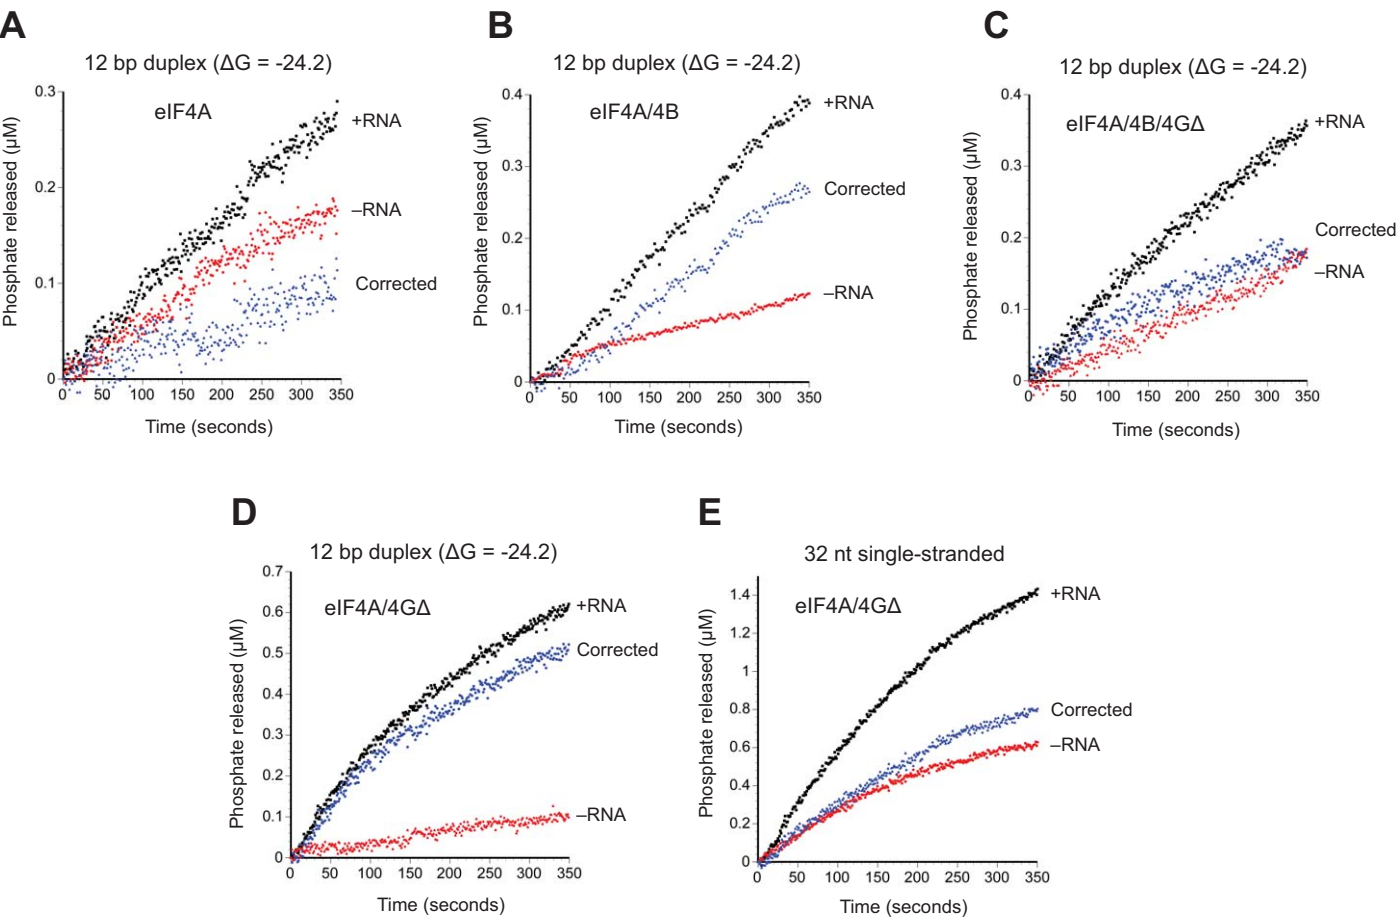 A
12 bp duplex (ΔG = -24.2)
eIF4A
Phosphate released (µM)
0.3
0.2
0.1
0
0 50 100 150 200 250 300 350
Time (seconds)
+RNA
–RNA
Corrected
B
12 bp duplex (ΔG = -24.2)
eIF4A/4B
Phosphate released (µM)
0.4
0.3
0.2
0.1
0
0 50 100 150 200 250 300 350
Time (seconds)
+RNA
Corrected
–RNA
C
12 bp duplex (ΔG = -24.2)
eIF4A/4B/4GΔ
Phosphate released (µM)
0.4
0.3
0.2
0.1
0
0 50 100 150 200 250 300 350
Time (seconds)
+RNA
Corrected
–RNA
D
12 bp duplex (ΔG = -24.2)
eIF4A/4GΔ
Phosphate released (µM)
0.7
0.6
0.5
0.4
0.3
0.2
0.1
0
0 50 100 150 200 250 300 350
Time (seconds)
+RNA
Corrected
–RNA
E
32 nt single-stranded
eIF4A/4GΔ
Phosphate released (µM)
1.4
1.2
1
0.8
0.6
0.4
0.2
0
0 50 100 150 200 250 300 350
Time (seconds)
+RNA
Corrected
–RNA